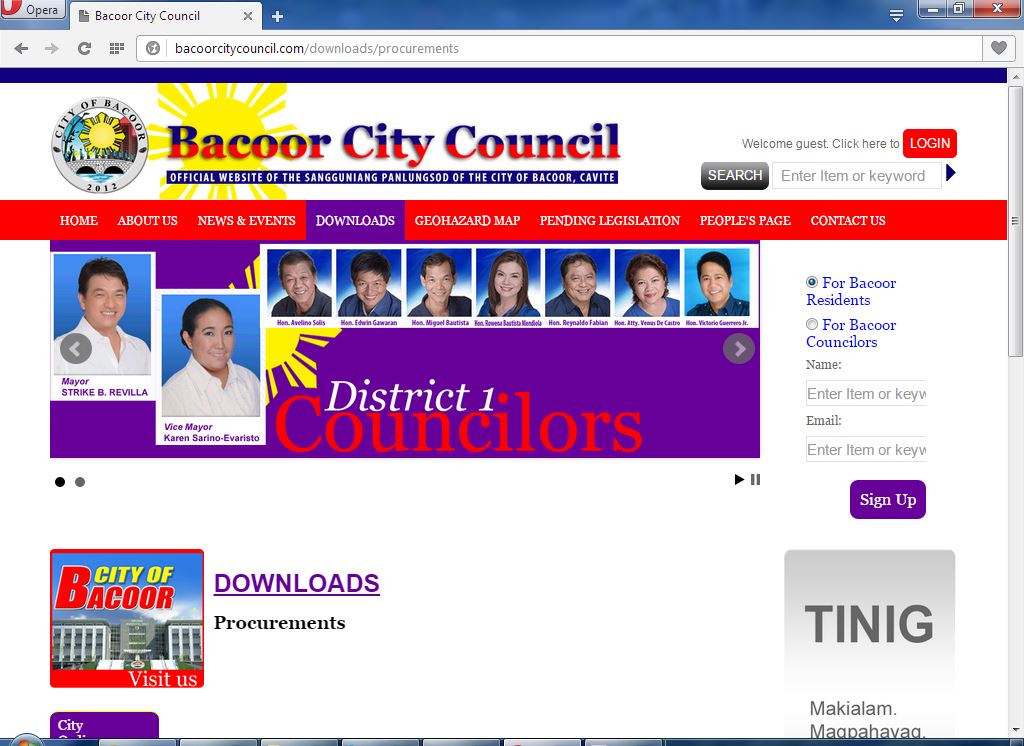 Opera
Bacoor City Council
bacoorcitycouncil.com/downloads/procurements
CITY OF BACOOR
2012
Bacoor City Council
OFFICIAL WEBSITE OF THE SANGGUNIANG PANLUNGSOD OF THE CITY OF BACOOR, CAVITE
Welcome guest. Click here to LOGIN
SEARCH Enter Item or keyword
HOME ABOUT US NEWS & EVENTS DOWNLOADS GEOHAZARD MAP PENDING LEGISLATION PEOPLE'S PAGE CONTACT US
Hon. Avelino Solis Hon. Edwin Gawaran Hon. Miguel Bautista Hon. Rowena Bautista Mendiola Hon. Reynaldo Fabian Hon. Atty. Venus De Castro Hon. Victorio Guerrero Jr.
Mayor
STRIKE B. REVILLA
Vice Mayor
Karen Sarino-Evaristo
District 1
Councilors
For Bacoor
Residents
For Bacoor
Councilors
Name:
Enter Item or keyw
Email:
Enter Item or keyw
Sign Up
CITY OF
BACOOR
Visit us
DOWNLOADS
Procurements
City
TINIG
Makialam.
Magpahayag.